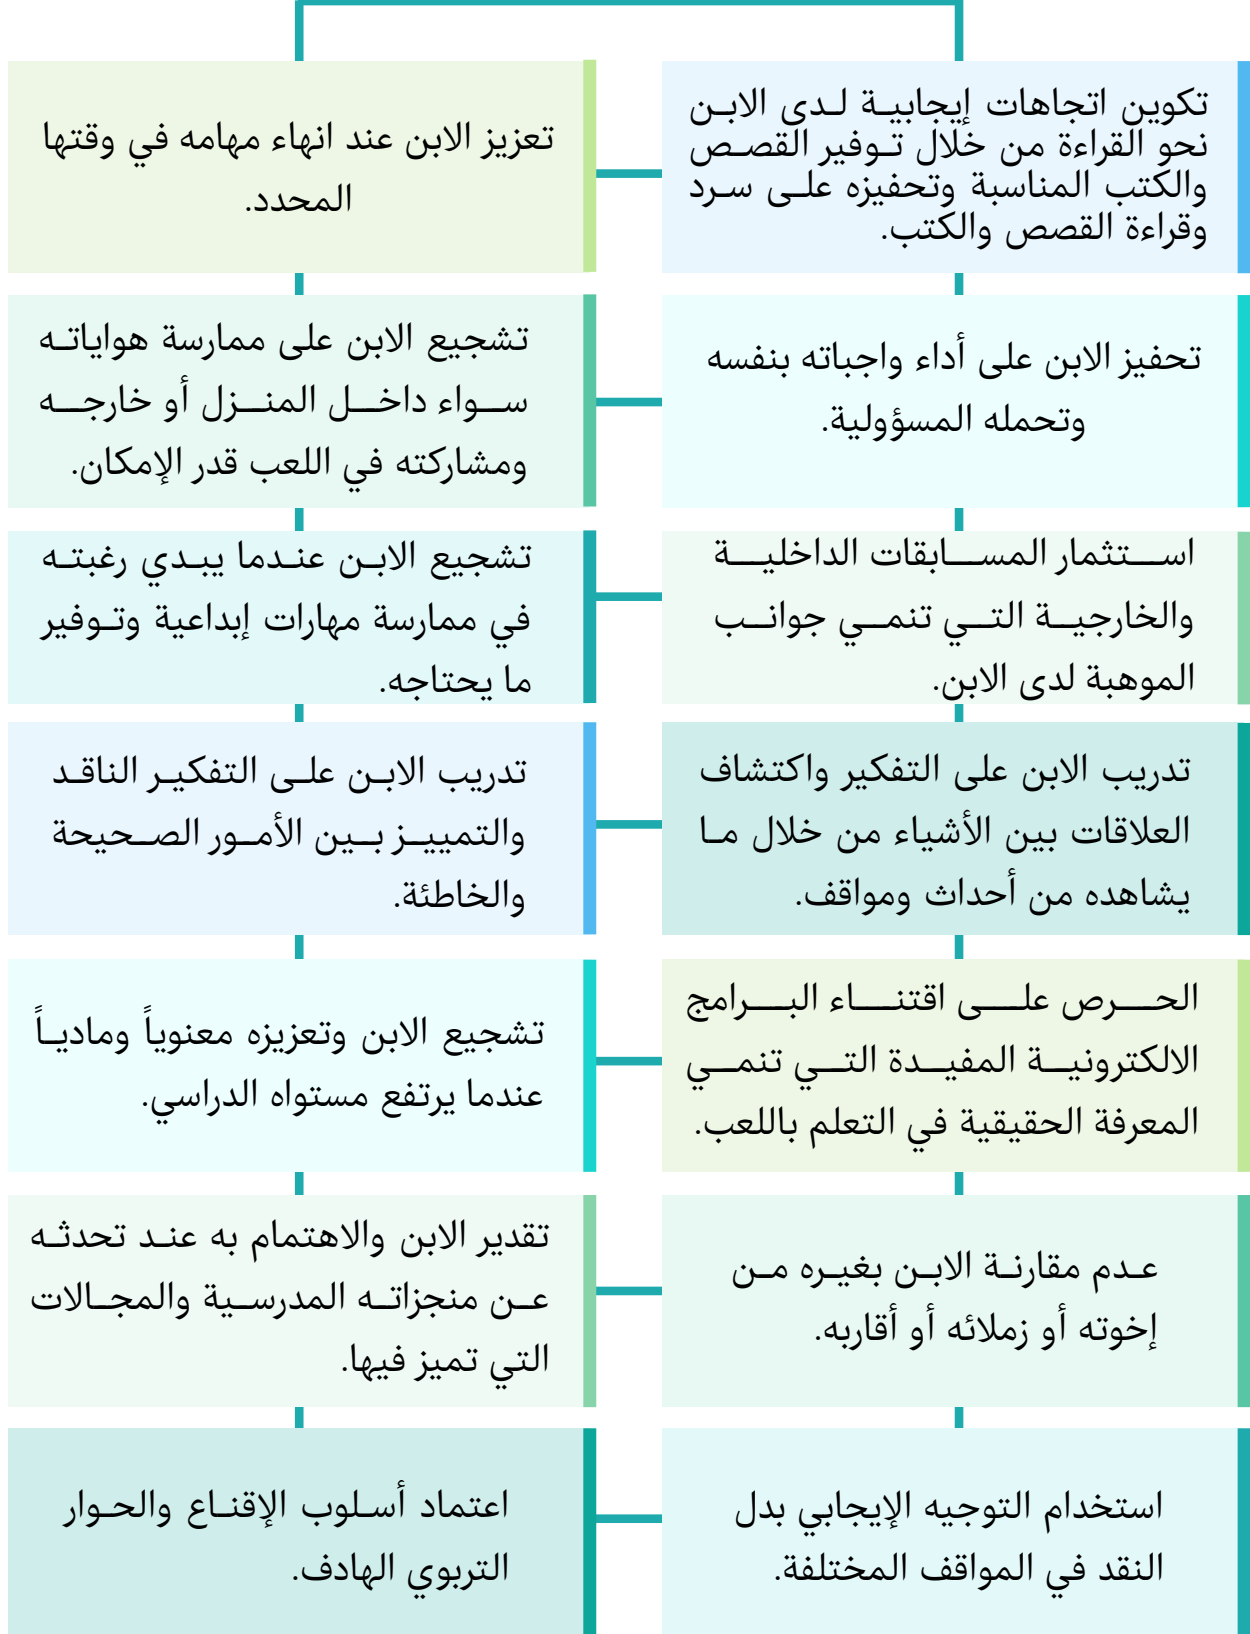 تكوين اتجاهات إيجابية لدى الابن
نحو القراءة من خلال توفير القصص
والكتب المناسبة وتحفيزه على سرد
وقراءة القصص والكتب.
تعزيز الابن عند انهاء مهامه في وقتها
المحدد.
تحفيز الابن على أداء واجباته بنفسه
وتحمله المسؤولية.
تشجيع الابن على ممارسة هواياته
سواء داخل المنزل أو خارجه
ومشاركته في اللعب قدر الإمكان.
استثمار المسابقات الداخلية
والخارجية التي تنمي جوانب
الموهبة لدى الابن.
تشجيع الابن عندما يبدي رغبته
في ممارسة مهارات إبداعية وتوفير
ما يحتاجه.
تدريب الابن على التفكير واكتشاف
العلاقات بين الأشياء من خلال ما
يشاهده من أحداث ومواقف.
تدريب الابن على التفكير الناقد
والتمييز بين الأمور الصحيحة
والخاطئة.
الحرص على اقتناء البرامج
الالكترونية المفيدة التي تنمي
المعرفة الحقيقية في التعلم باللعب.
تشجيع الابن وتعزيزه معنوياً ومادياً
عندما يرتفع مستواه الدراسي.
عدم مقارنة الابن بغيره من
إخوته أو زملائه أو أقاربه.
تقدير الابن والاهتمام به عند تحدثه
عن منجزاته المدرسية والمجالات
التي تميز فيها.
استخدام التوجيه الإيجابي بدل
النقد في المواقف المختلفة.
اعتماد أسلوب الإقناع والحوار
التربوي الهادف.